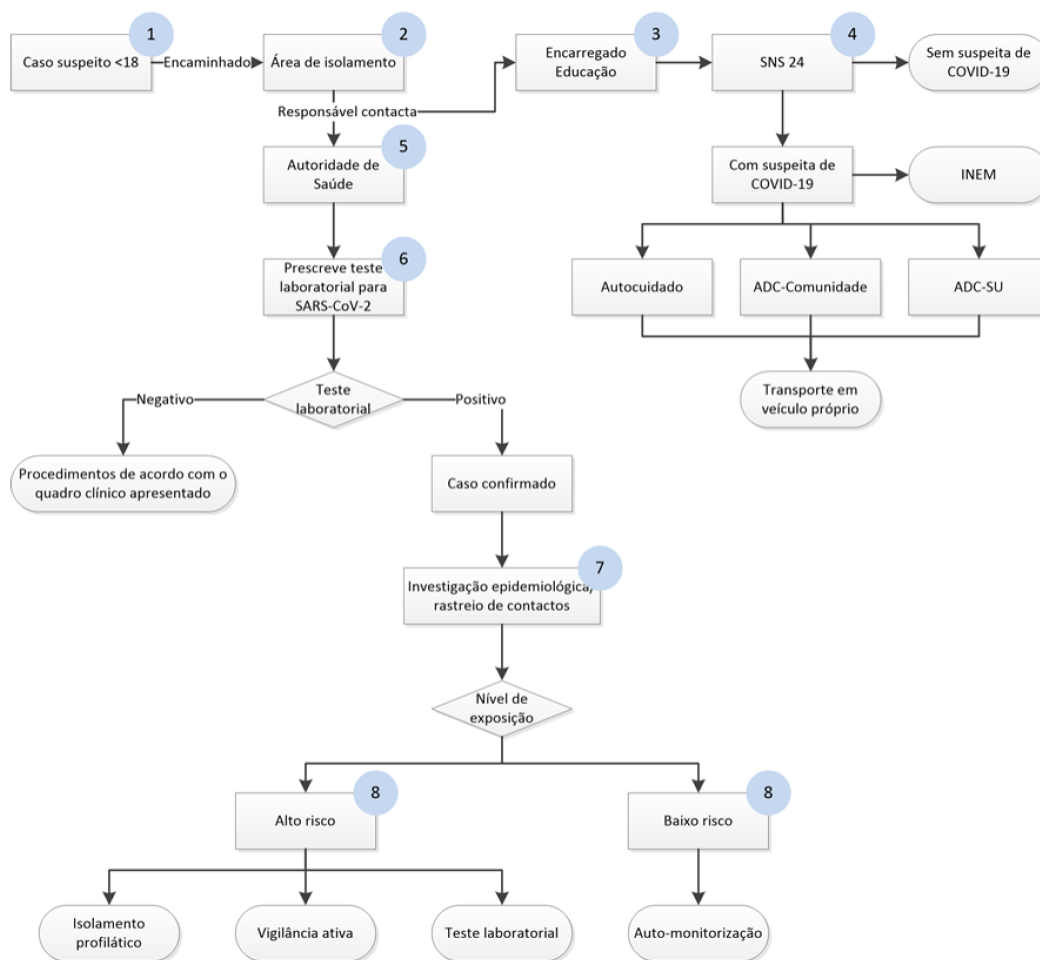 1
Caso suspeito <18
Encaminhado
2
Área de isolamento
3
Encarregado
Educação
4
SNS 24
Sem suspeita de
COVID-19
Responsável contacta
5
Autoridade de
Saúde
Com suspeita de
COVID-19
INEM
6
Prescreve teste
laboratorial para
SARS-CoV-2
Autocuidado
ADC-Comunidade
ADC-SU
Teste
laboratorial
Negativo
Positivo
Transporte em
veículo próprio
Procedimentos de acordo com o
quadro clínico apresentado
Caso confirmado
7
Investigação epidemiológica,
rastreio de contactos
Nível de
exposição
8
Alto risco
8
Baixo risco
Isolamento
profilático
Vigilância ativa
Teste laboratorial
Auto-monitorização